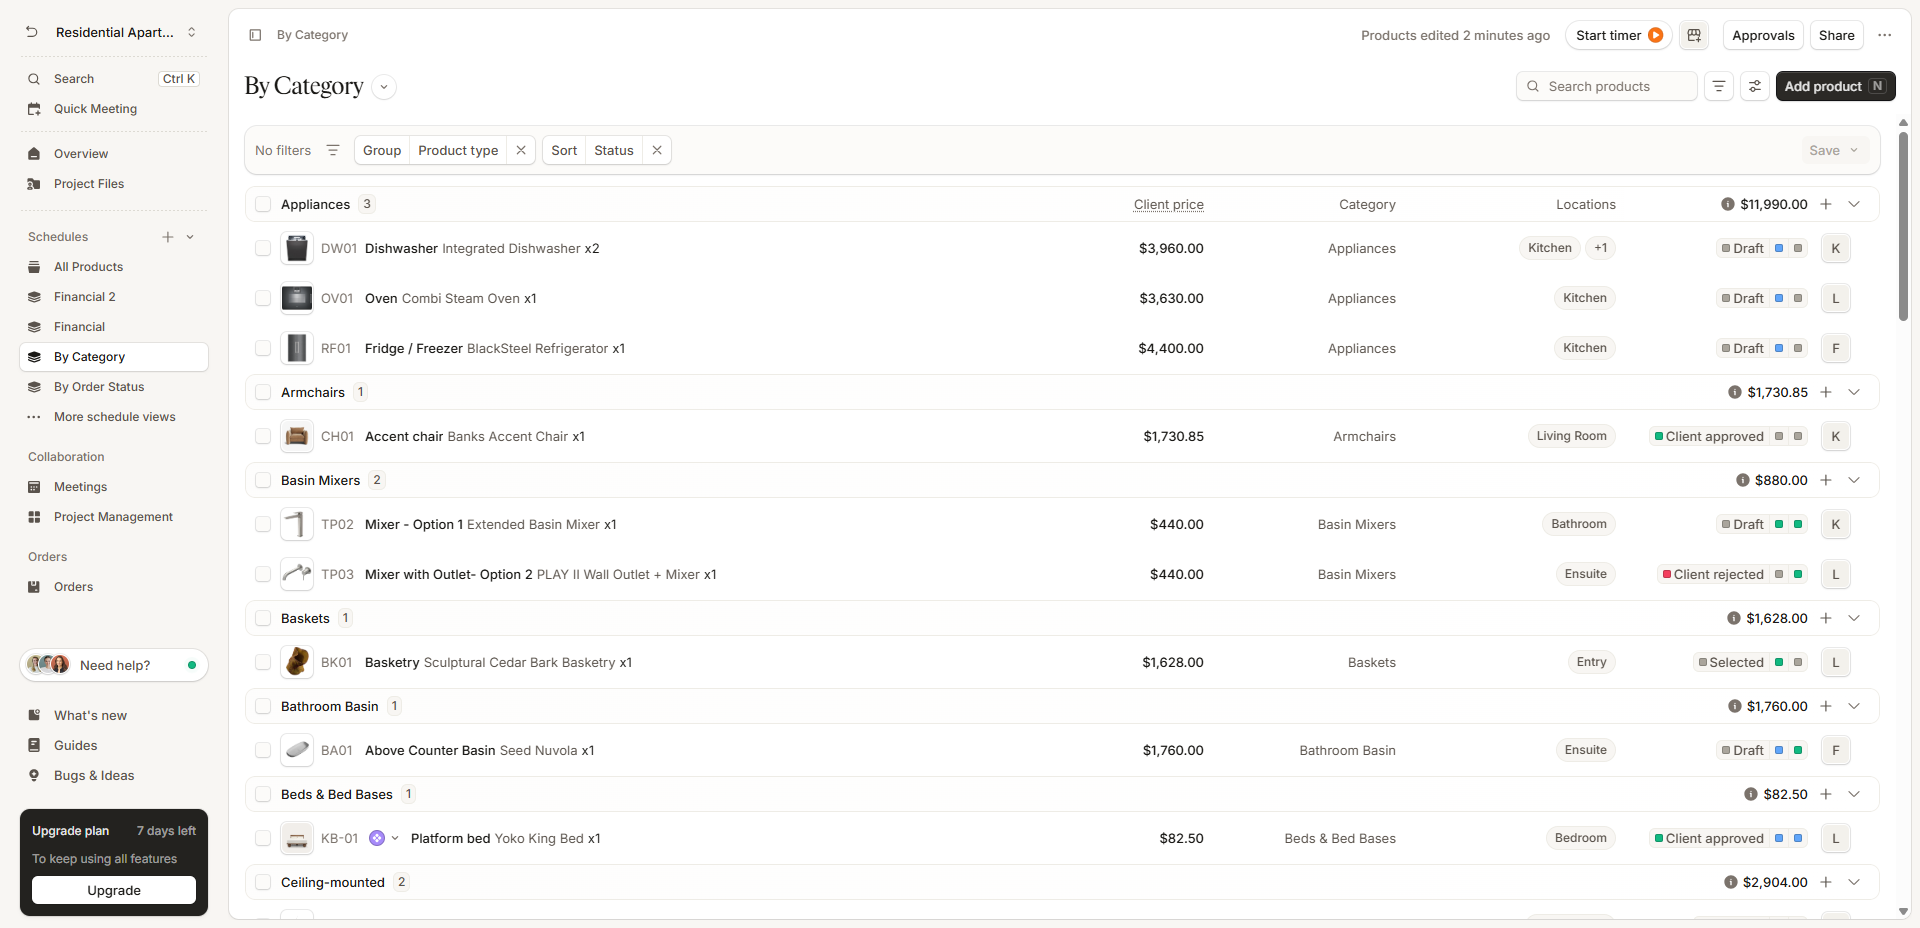 Residential Apart...
Search Ctrl K
Quick Meeting
Overview
Project Files
Schedules
All Products
Financial 2
Financial
By Category
By Order Status
More schedule views
Collaboration
Meetings
Project Management
Orders
Orders
Need help?
What's new
Guides
Bugs & Ideas
Upgrade plan 7 days left
To keep using all features
Upgrade
By Category
Products edited 2 minutes ago Start timer Approvals Share
By Category
Search products Add product N
No filters Group Product type Sort Status Save
Appliances 3 Client price Category Locations $11,990.00
DW01 Dishwasher Integrated Dishwasher x2 $3,960.00 Appliances Kitchen +1 Draft K
OV01 Oven Combi Steam Oven x1 $3,630.00 Appliances Kitchen Draft L
RF01 Fridge / Freezer BlackSteel Refrigerator x1 $4,400.00 Appliances Kitchen Draft F
Armchairs 1 $1,730.85
CH01 Accent chair Banks Accent Chair x1 $1,730.85 Armchairs Living Room Client approved K
Basin Mixers 2 $880.00
TP02 Mixer - Option 1 Extended Basin Mixer x1 $440.00 Basin Mixers Bathroom Draft K
TP03 Mixer with Outlet- Option 2 PLAY II Wall Outlet + Mixer x1 $440.00 Basin Mixers Ensuite Client rejected L
Baskets 1 $1,628.00
BK01 Basketry Sculptural Cedar Bark Basketry x1 $1,628.00 Baskets Entry Selected L
Bathroom Basin 1 $1,760.00
BA01 Above Counter Basin Seed Nuvola x1 $1,760.00 Bathroom Basin Ensuite Draft F
Beds & Bed Bases 1 $82.50
KB-01 Platform bed Yoko King Bed x1 $82.50 Beds & Bed Bases Bedroom Client approved L
Ceiling-mounted 2 $2,904.00